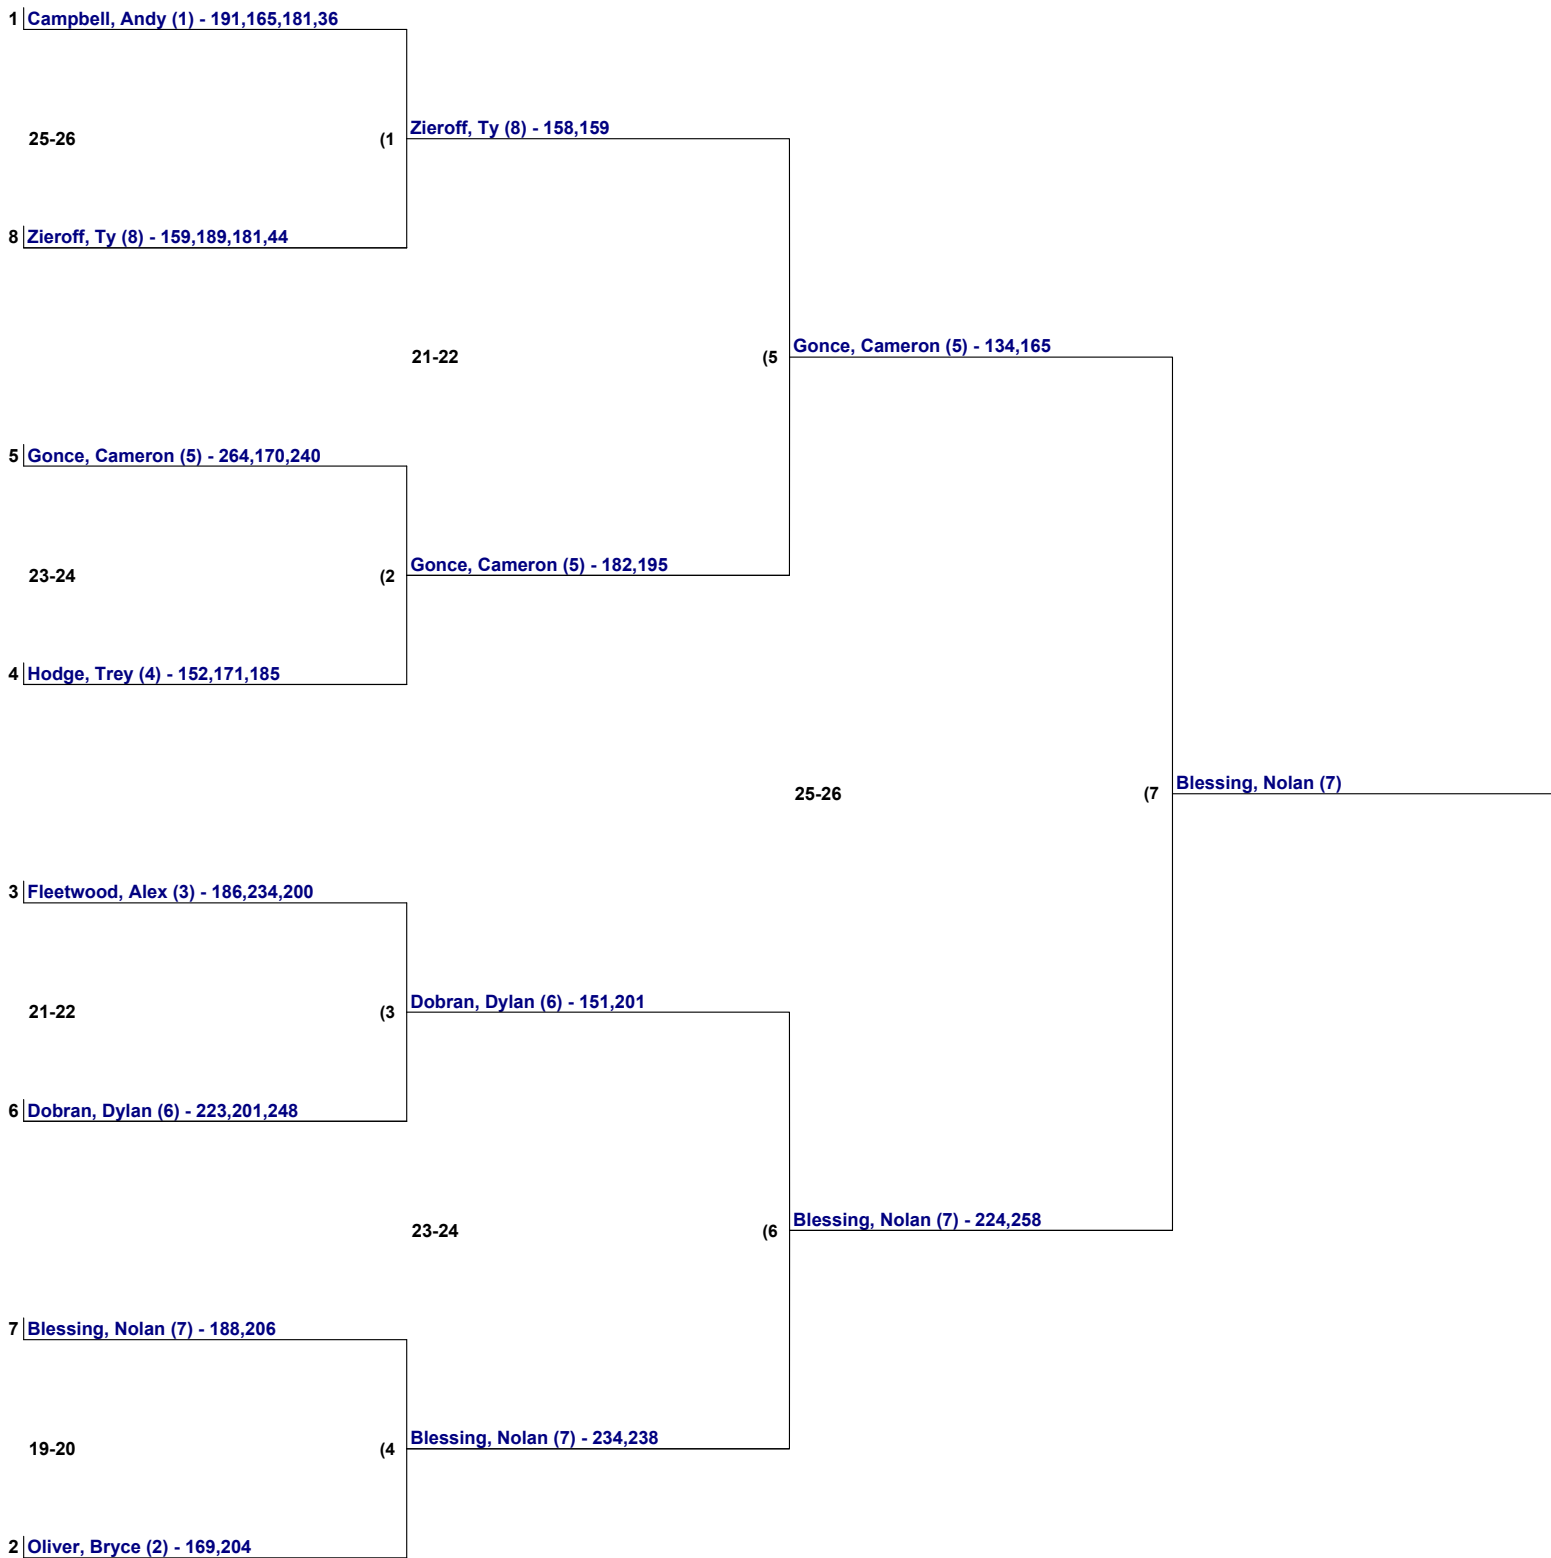 1 Campbell, Andy (1) - 191,165,181,36
Zieroff, Ty (8) - 158,159
25-26 (1
8 Zieroff, Ty (8) - 159,189,181,44
Gonce, Cameron (5) - 134,165
21-22 (5
5 Gonce, Cameron (5) - 264,170,240
Gonce, Cameron (5) - 182,195
23-24 (2
4 Hodge, Trey (4) - 152,171,185
Blessing, Nolan (7)
25-26 (7
3 Fleetwood, Alex (3) - 186,234,200
Dobran, Dylan (6) - 151,201
21-22 (3
6 Dobran, Dylan (6) - 223,201,248
Blessing, Nolan (7) - 224,258
23-24 (6
7 Blessing, Nolan (7) - 188,206
Blessing, Nolan (7) - 234,238
19-20 (4
2 Oliver, Bryce (2) - 169,204